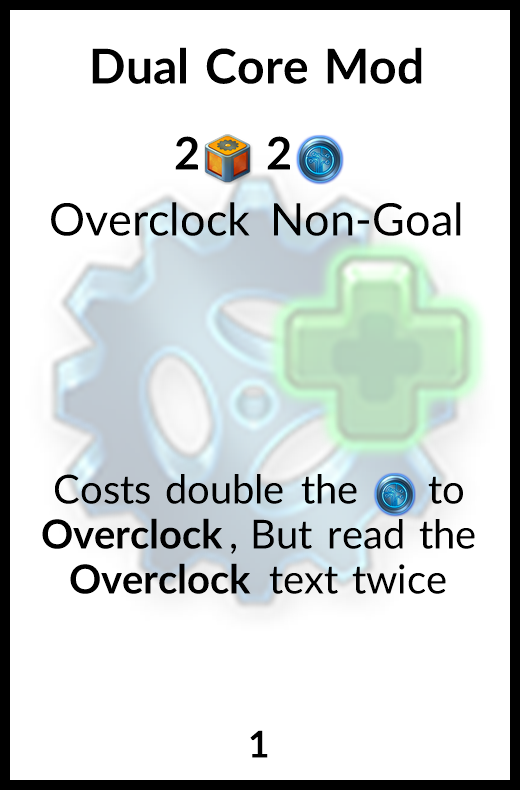 Dual Core Mod
2 2
Overclock Non-Goal
Costs double the to
Overclock, But read the
Overclock text twice
1